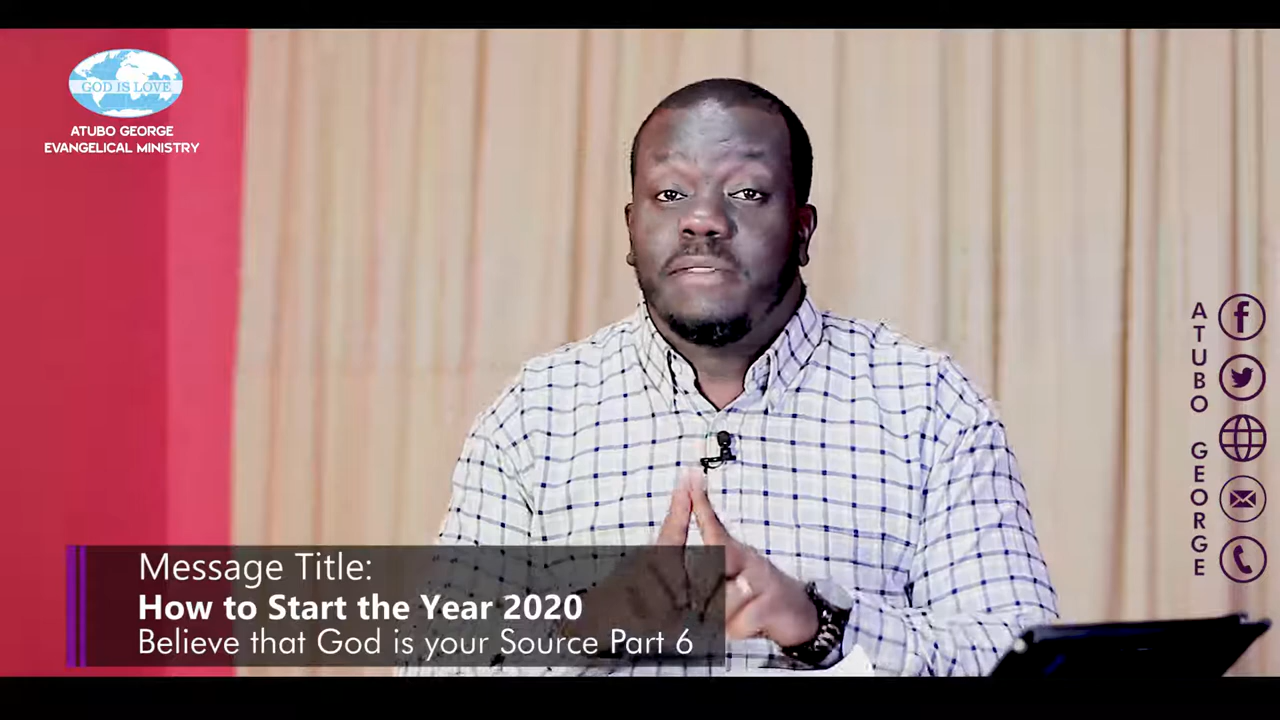 GOD IS LOVE
ATUBO GEORGE
EVANGELICAL MINISTRY
ATUBO GEORGE
Message Title:
How to Start the Year 2020
Believe that God is your Source Part 6